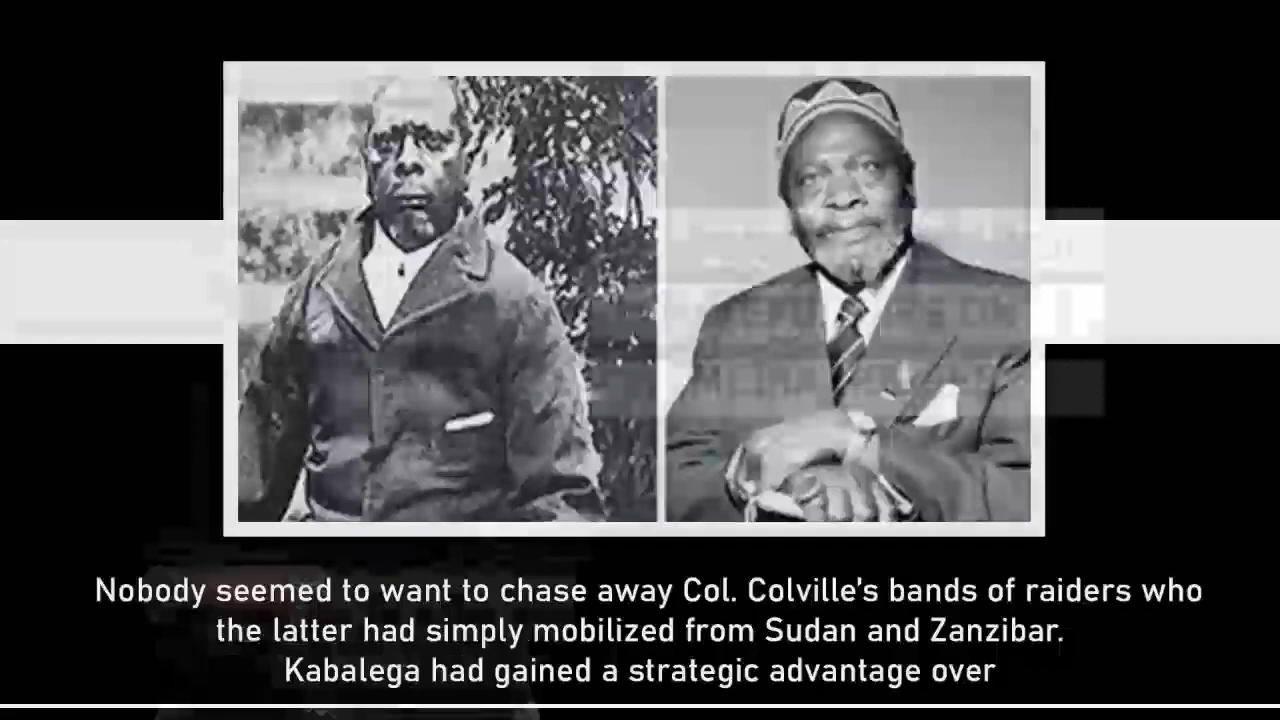 Nobody seemed to want to chase away Col. Colville's bands of raiders who
the latter had simply mobilized from Sudan and Zanzibar.
Kabalega had gained a strategic advantage over